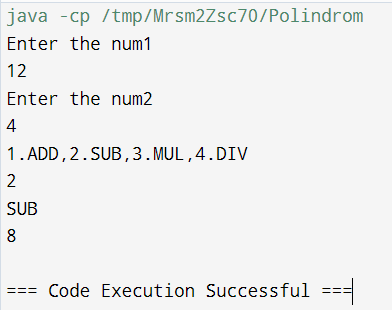 java -cp /tmp/Mrsm2Zsc7O/Polindrom
Enter the num1
12
Enter the num2
4
1.ADD,2.SUB,3.MUL,4.DIV
2
SUB
8
=== Code Execution Successful ===